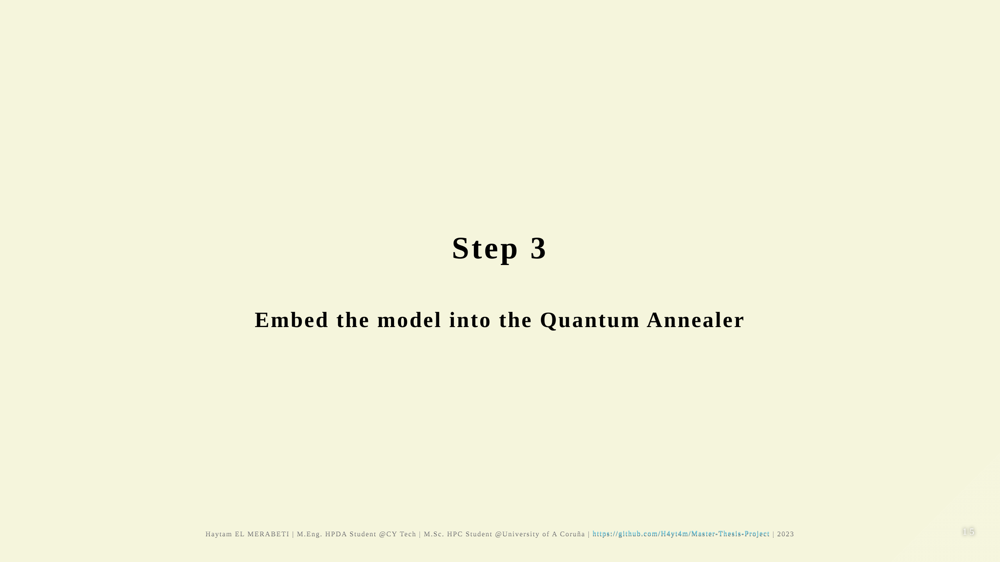 Step 3
Embed the model into the Quantum Annealer
Haytam EL MERABETI | M.Eng. HPDA Student @CY Tech | M.Sc. HPC Student @University of A Coruña | https://github.com/H4yt4m/Master-Thesis-Project | 2023
15